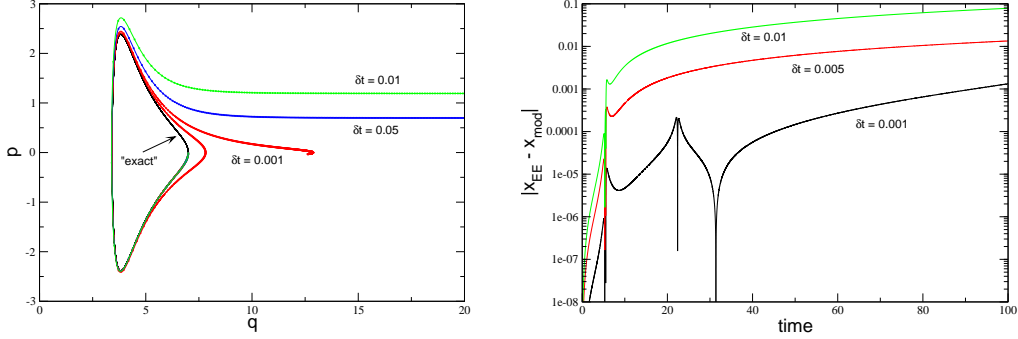 3
2
1
0
-1
-2
-3
p
0
5
10
15
20
q
δt = 0.01
δt = 0.05
δt = 0.001
"exact"
0.1
0.01
0.001
0.0001
1e-05
1e-06
1e-07
1e-08
|x_EE - x_mod|
0
20
40
60
80
100
time
δt = 0.01
δt = 0.005
δt = 0.001